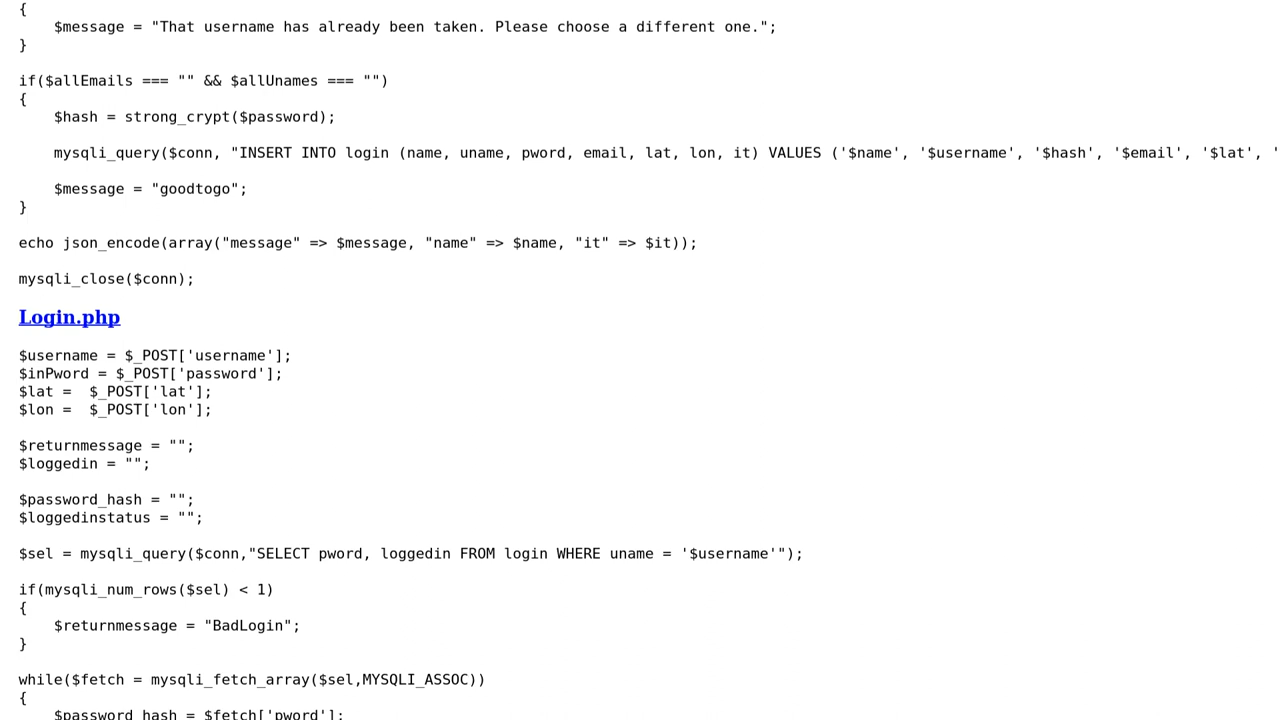 {
    $message = "That username has already been taken. Please choose a different one.";
}
if($allEmails === "" && $allUnames === "")
{
    $hash = strong_crypt($password);
    mysqli_query($conn, "INSERT INTO login (name, uname, pword, email, lat, lon, it) VALUES ('$name', '$username', '$hash', '$email', '$lat', '
    $message = "goodtogo";
}
echo json_encode(array("message" => $message, "name" => $name, "it" => $it));
mysqli_close($conn);
Login.php
$username = $_POST['username'];
$inPword = $_POST['password'];
$lat =  $_POST['lat'];
$lon =  $_POST['lon'];
$returnmessage = "";
$loggedin = "";
$password_hash = "";
$loggedinstatus = "";
$sel = mysqli_query($conn,"SELECT pword, loggedin FROM login WHERE uname = '$username'");
if(mysqli_num_rows($sel) < 1)
{
    $returnmessage = "BadLogin";
}
while($fetch = mysqli_fetch_array($sel,MYSQLI_ASSOC))
{
    $password_hash = $fetch['pword'];